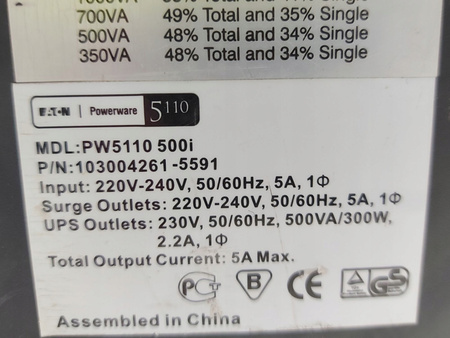 700VA 49% Total and 35% Single
500VA 48% Total and 34% Single
350VA 48% Total and 34% Single
EATON Powerware 5110
MDL:PW5110 500i
P/N:103004261-5591
Input: 220V-240V, 50/60Hz, 5A, 1Φ
Surge Outlets: 220V-240V, 50/60Hz, 5A, 1Φ
UPS Outlets: 230V, 50/60Hz, 500VA/300W,
2.2A, 1Φ
Total Output Current: 5A Max.
B CE GS
Assembled in China